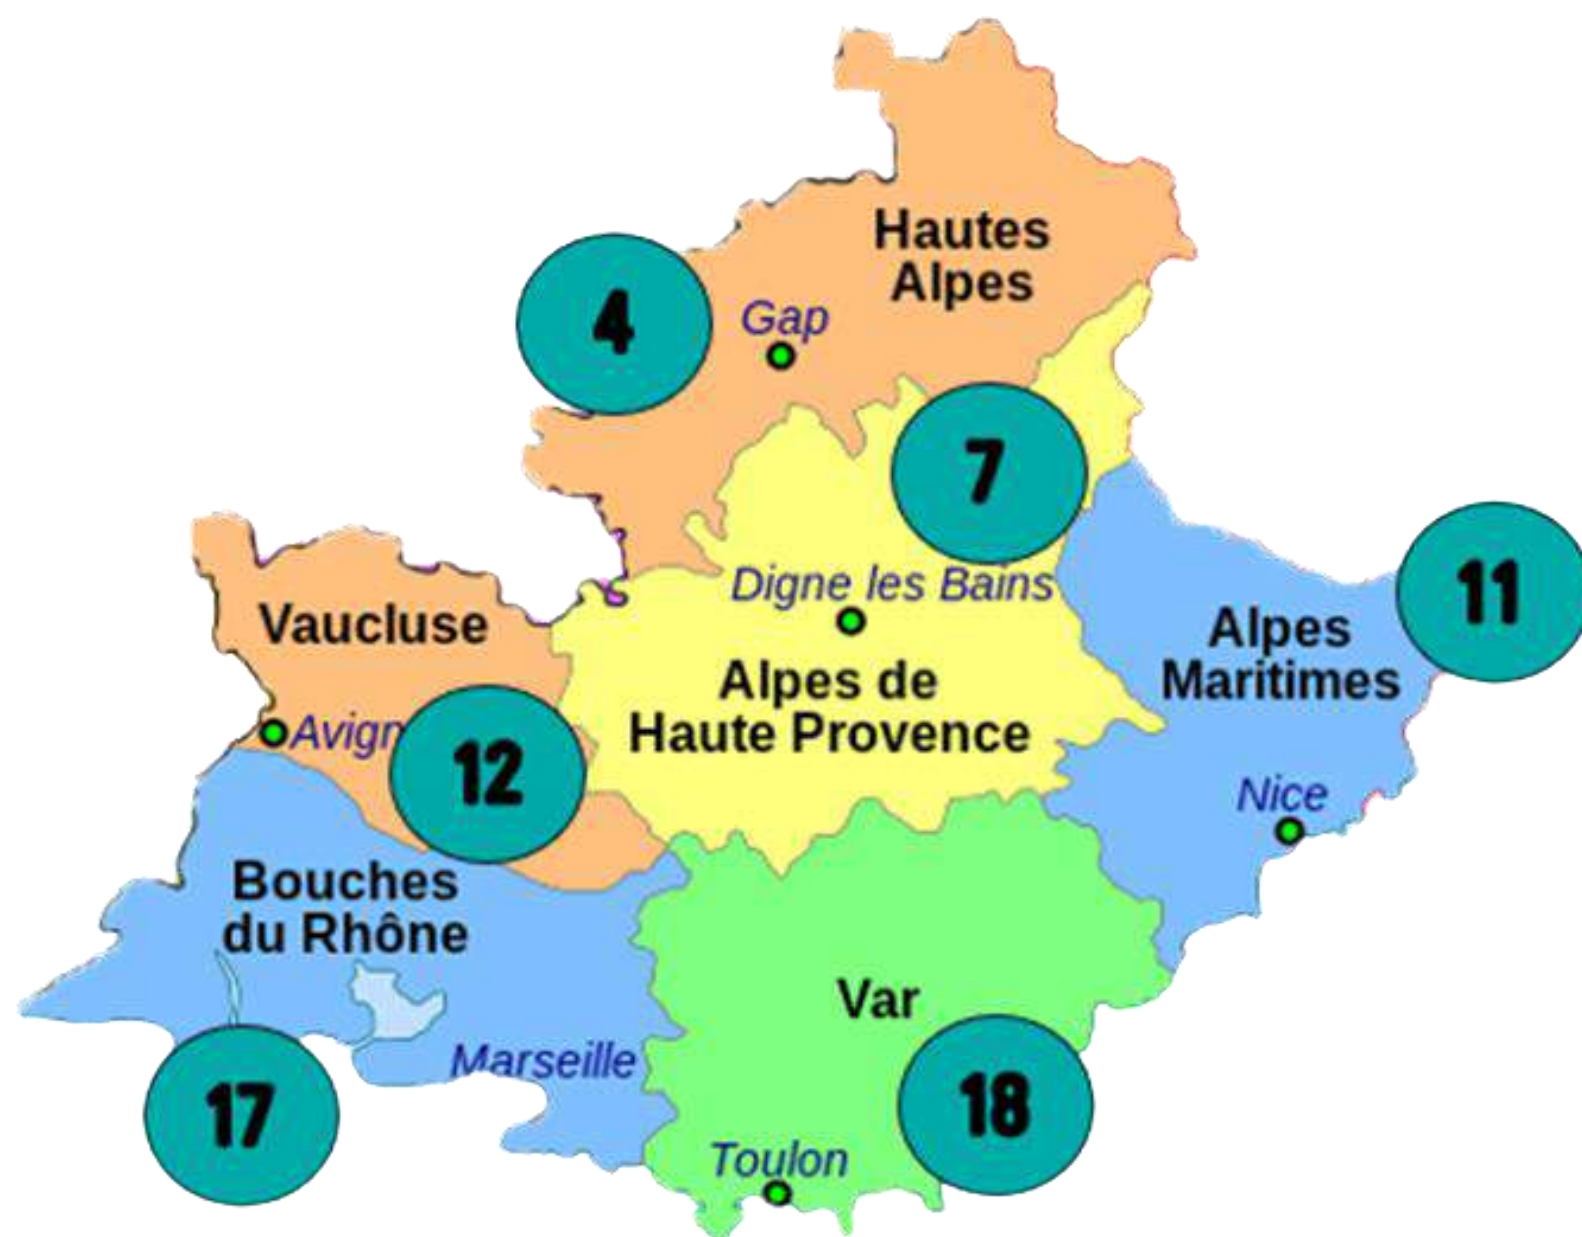 Hautes
Alpes
4
Gap
7
Digne les Bains
11
Vaucluse
Alpes
Maritimes
Alpes de
Haute Provence
Avign
12
Nice
Bouches
du Rhône
Var
Marseille
17
18
Toulon